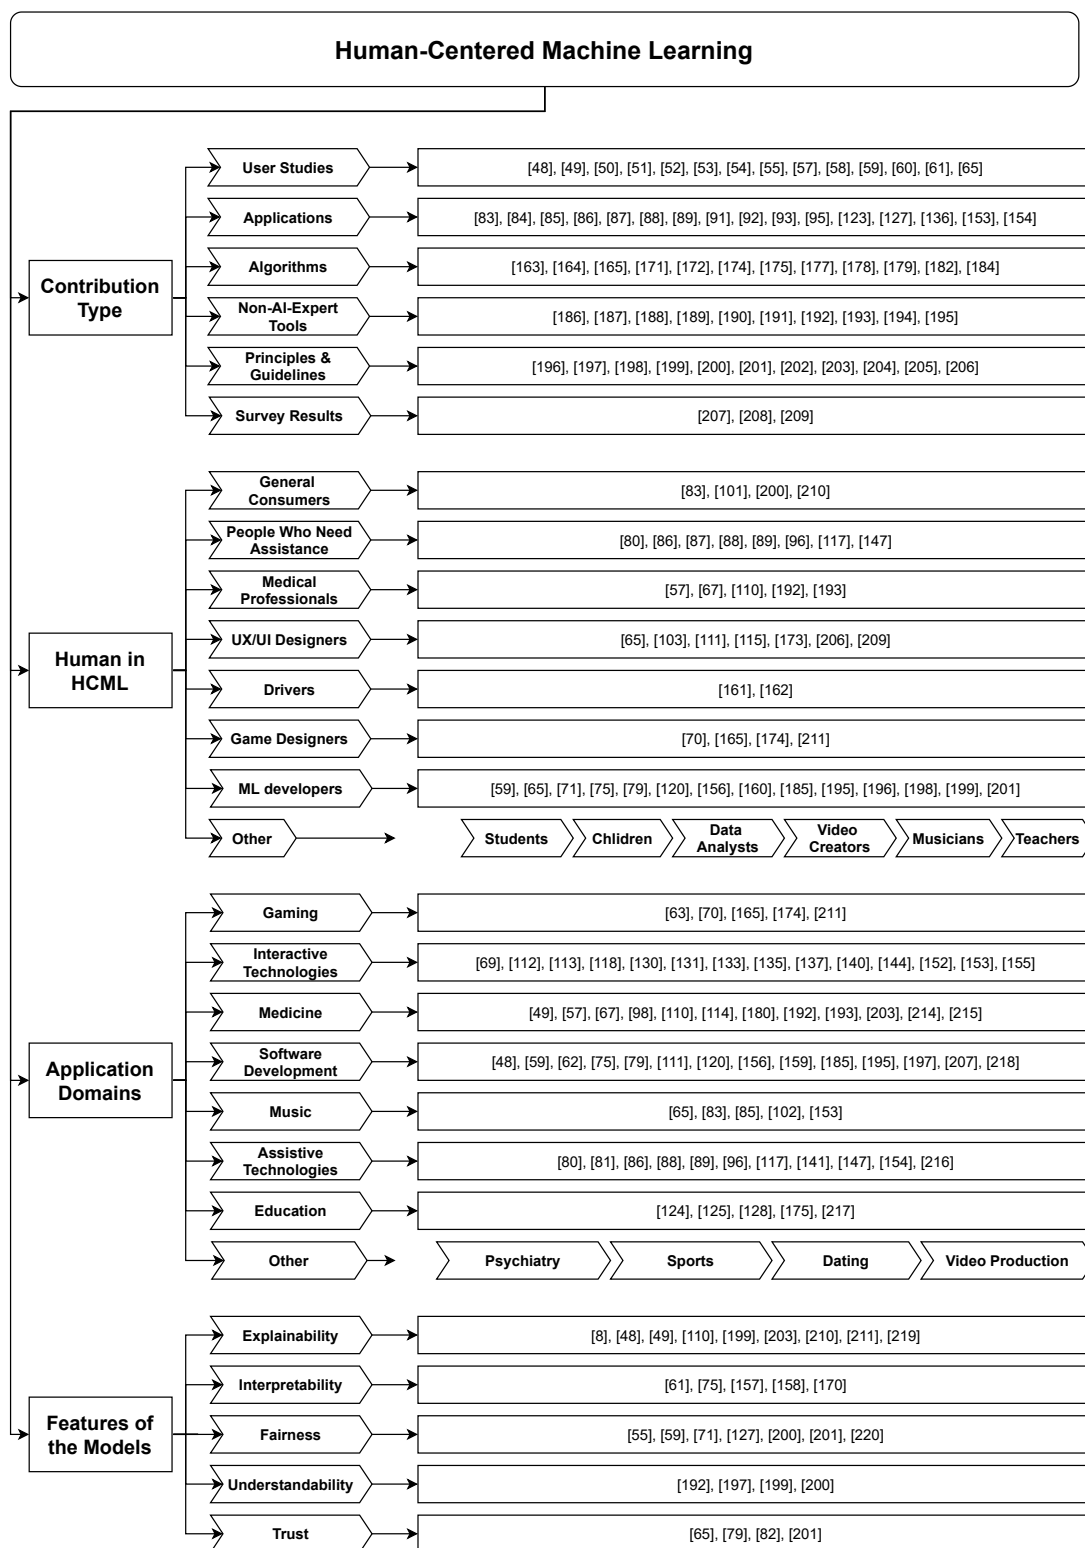 Human-Centered Machine Learning
Contribution
Type
User Studies
[48], [49], [50], [51], [52], [53], [54], [55], [57], [58], [59], [60], [61], [65]
Applications
[83], [84], [85], [86], [87], [88], [89], [91], [92], [93], [95], [123], [127], [136], [153], [154]
Algorithms
[163], [164], [165], [171], [172], [174], [175], [177], [178], [179], [182], [184]
Non-AI-Expert
Tools
[186], [187], [188], [189], [190], [191], [192], [193], [194], [195]
Principles &
Guidelines
[196], [197], [198], [199], [200], [201], [202], [203], [204], [205], [206]
Survey Results
[207], [208], [209]
Human in
HCML
General
Consumers
[83], [101], [200], [210]
People Who Need
Assistance
[80], [86], [87], [88], [89], [96], [117], [147]
Medical
Professionals
[57], [67], [110], [192], [193]
UX/UI Designers
[65], [103], [111], [115], [173], [206], [209]
Drivers
[161], [162]
Game Designers
[70], [165], [174], [211]
ML developers
[59], [65], [71], [75], [79], [120], [156], [160], [185], [195], [196], [198], [199], [201]
Other
Students
Chlidren
Data
Analysts
Video
Creators
Musicians
Teachers
Application
Domains
Gaming
[63], [70], [165], [174], [211]
Interactive
Technologies
[69], [112], [113], [118], [130], [131], [133], [135], [137], [140], [144], [152], [153], [155]
Medicine
[49], [57], [67], [98], [110], [114], [180], [192], [193], [203], [214], [215]
Software
Development
[48], [59], [62], [75], [79], [111], [120], [156], [159], [185], [195], [197], [207], [218]
Music
[65], [83], [85], [102], [153]
Assistive
Technologies
[80], [81], [86], [88], [89], [96], [117], [141], [147], [154], [216]
Education
[124], [125], [128], [175], [217]
Other
Psychiatry
Sports
Dating
Video Production
Features of
the Models
Explainability
[8], [48], [49], [110], [199], [203], [210], [211], [219]
Interpretability
[61], [75], [157], [158], [170]
Fairness
[55], [59], [71], [127], [200], [201], [220]
Understandability
[192], [197], [199], [200]
Trust
[65], [79], [82], [201]